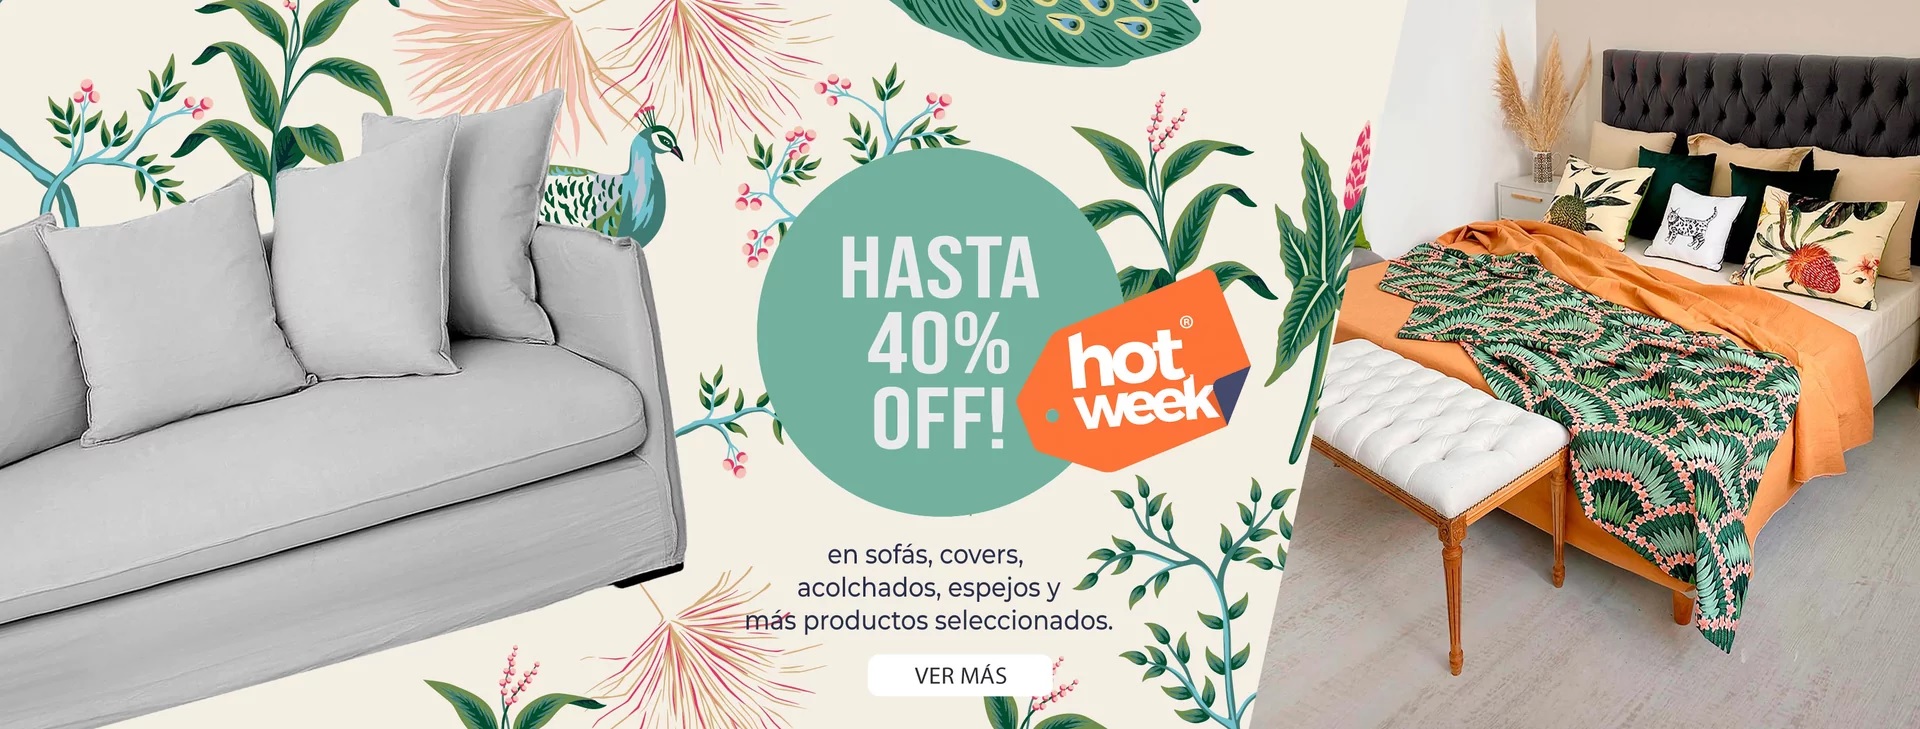 HASTA
40%
OFF!
hot®
week
en sofás, covers,
acolchados, espejos y
más productos seleccionados.
VER MÁS